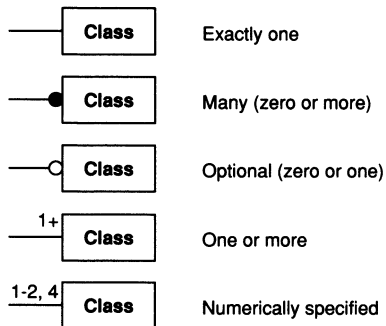 Class Exactly one
Class Many (zero or more)
Class Optional (zero or one)
1+
Class One or more
1-2, 4
Class Numerically specified